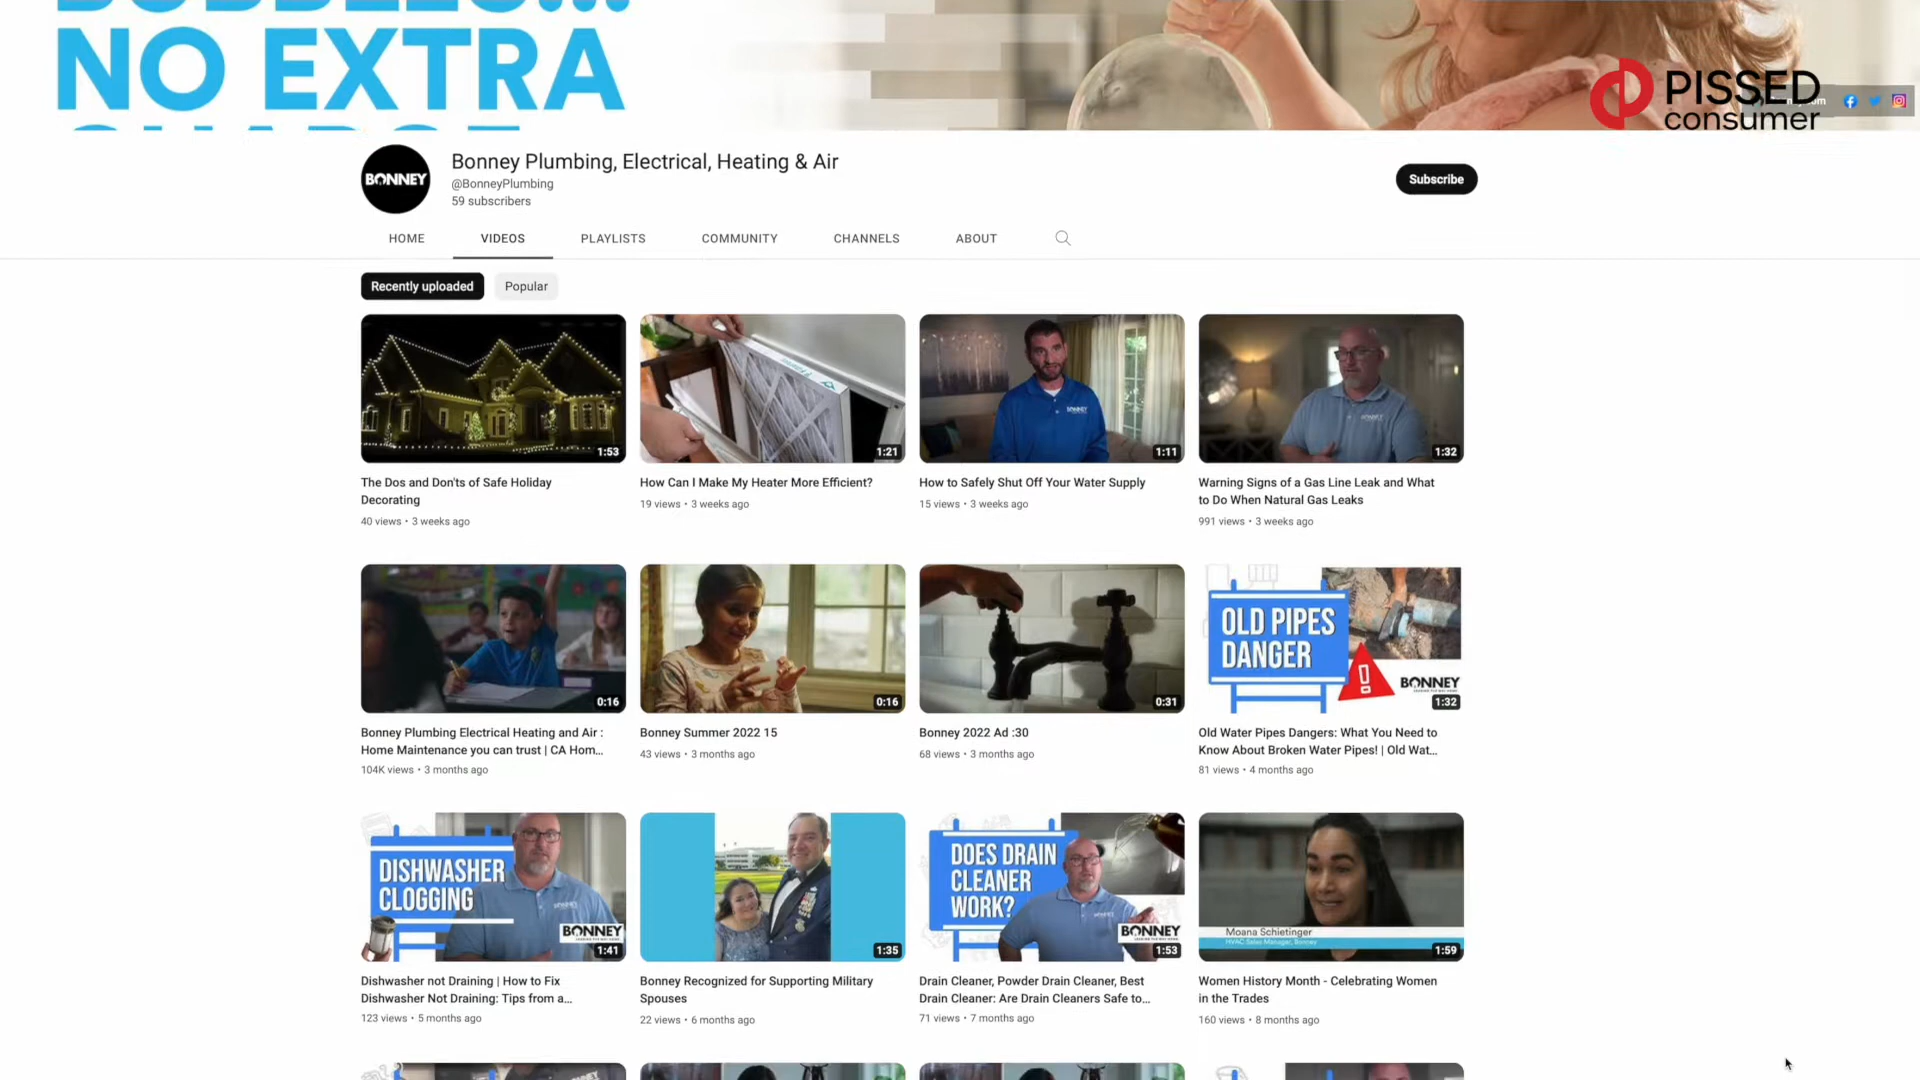 NO EXTRA
PISSED
consumer
BONNEY
Bonney Plumbing, Electrical, Heating & Air
@BonneyPlumbing
59 subscribers
Subscribe
HOME VIDEOS PLAYLISTS COMMUNITY CHANNELS ABOUT
Recently uploaded Popular
1:53 1:21 1:11 1:32
The Dos and Don'ts of Safe Holiday
Decorating
40 views • 3 weeks ago
How Can I Make My Heater More Efficient?
19 views • 3 weeks ago
BONNEY
How to Safely Shut Off Your Water Supply
15 views • 3 weeks ago
Warning Signs of a Gas Line Leak and What
to Do When Natural Gas Leaks
991 views • 3 weeks ago
0:16
Bonney Plumbing Electrical Heating and Air :
Home Maintenance you can trust | CA Hom...
104K views • 3 months ago
0:16
Bonney Summer 2022 15
43 views • 3 months ago
0:31
Bonney 2022 Ad :30
68 views • 3 months ago
OLD PIPES
DANGER
BONNEY
1:32
Old Water Pipes Dangers: What You Need to
Know About Broken Water Pipes! | Old Wat...
81 views • 4 months ago
DISHWASHER
CLOGGING
BONNEY
1:41
Dishwasher not Draining | How to Fix
Dishwasher Not Draining: Tips from a...
123 views • 5 months ago
1:35
Bonney Recognized for Supporting Military
Spouses
22 views • 6 months ago
DOES DRAIN
CLEANER
WORK?
BONNEY
1:53
Drain Cleaner, Powder Drain Cleaner, Best
Drain Cleaner: Are Drain Cleaners Safe to...
71 views • 7 months ago
Moana Schietinger
HVAC Sales Manager, Bonney
1:59
Women History Month - Celebrating Women
in the Trades
160 views • 8 months ago